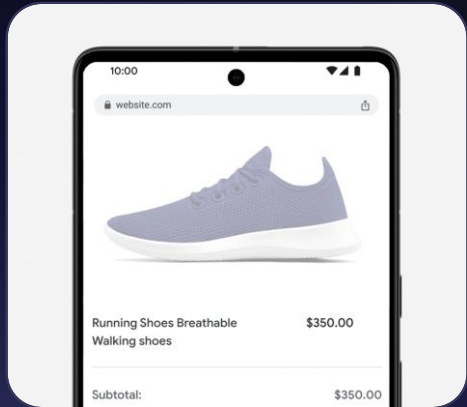 10:00
website.com
Running Shoes Breathable $350.00
Walking shoes
Subtotal: $350.00